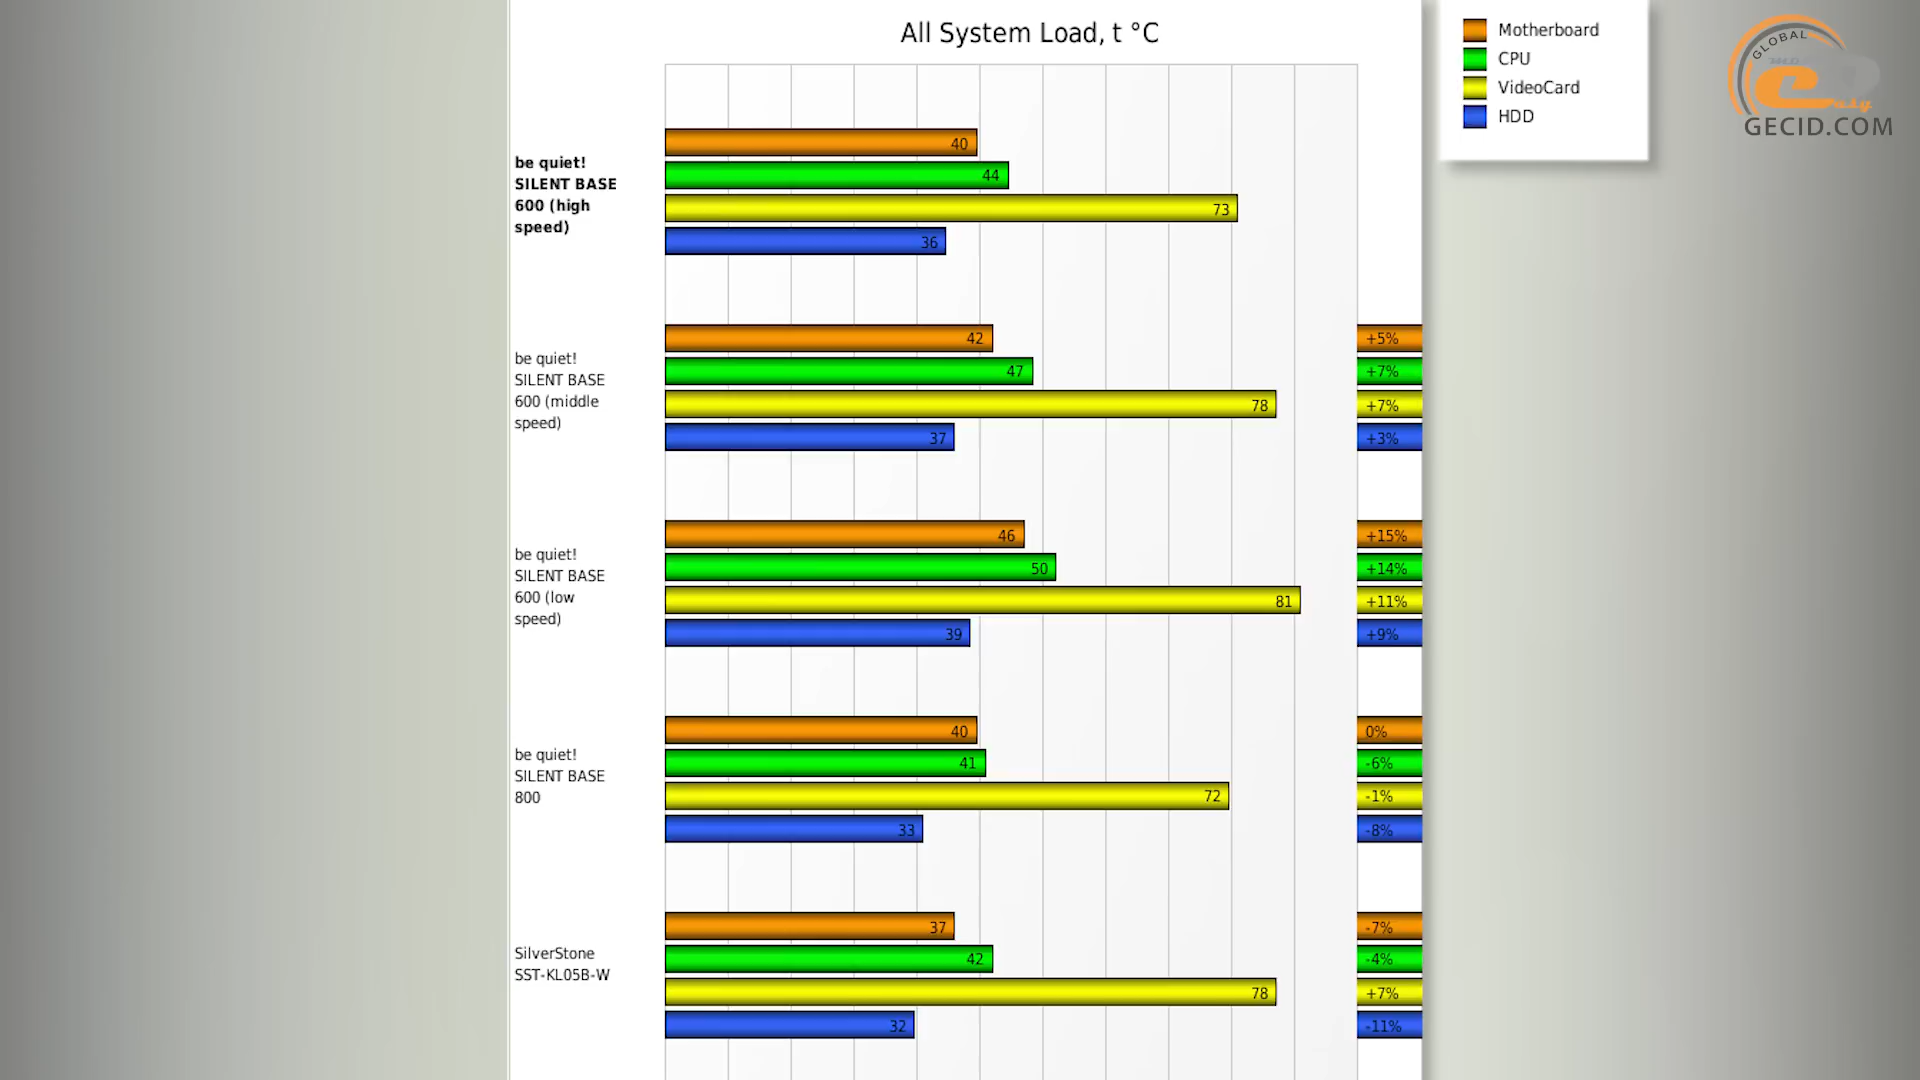 All System Load, t °C
Motherboard
CPU
VideoCard
HDD
GLOBAL
GECID.COM
be quiet!
SILENT BASE
600 (high
speed)
40
44
73
36
be quiet!
SILENT BASE
600 (middle
speed)
42 +5%
47 +7%
78 +7%
37 +3%
be quiet!
SILENT BASE
600 (low
speed)
46 +15%
50 +14%
81 +11%
39 +9%
be quiet!
SILENT BASE
800
40 0%
41 -6%
72 -1%
33 -8%
SilverStone
SST-KL05B-W
37 -7%
42 -4%
78 +7%
32 -11%